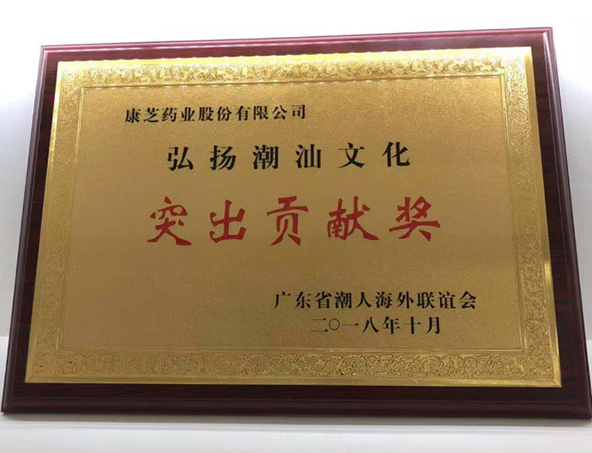 康芝药业股份有限公司
弘扬潮汕文化
突出贡献奖
广东省潮人海外联谊会
二〇一八年十月